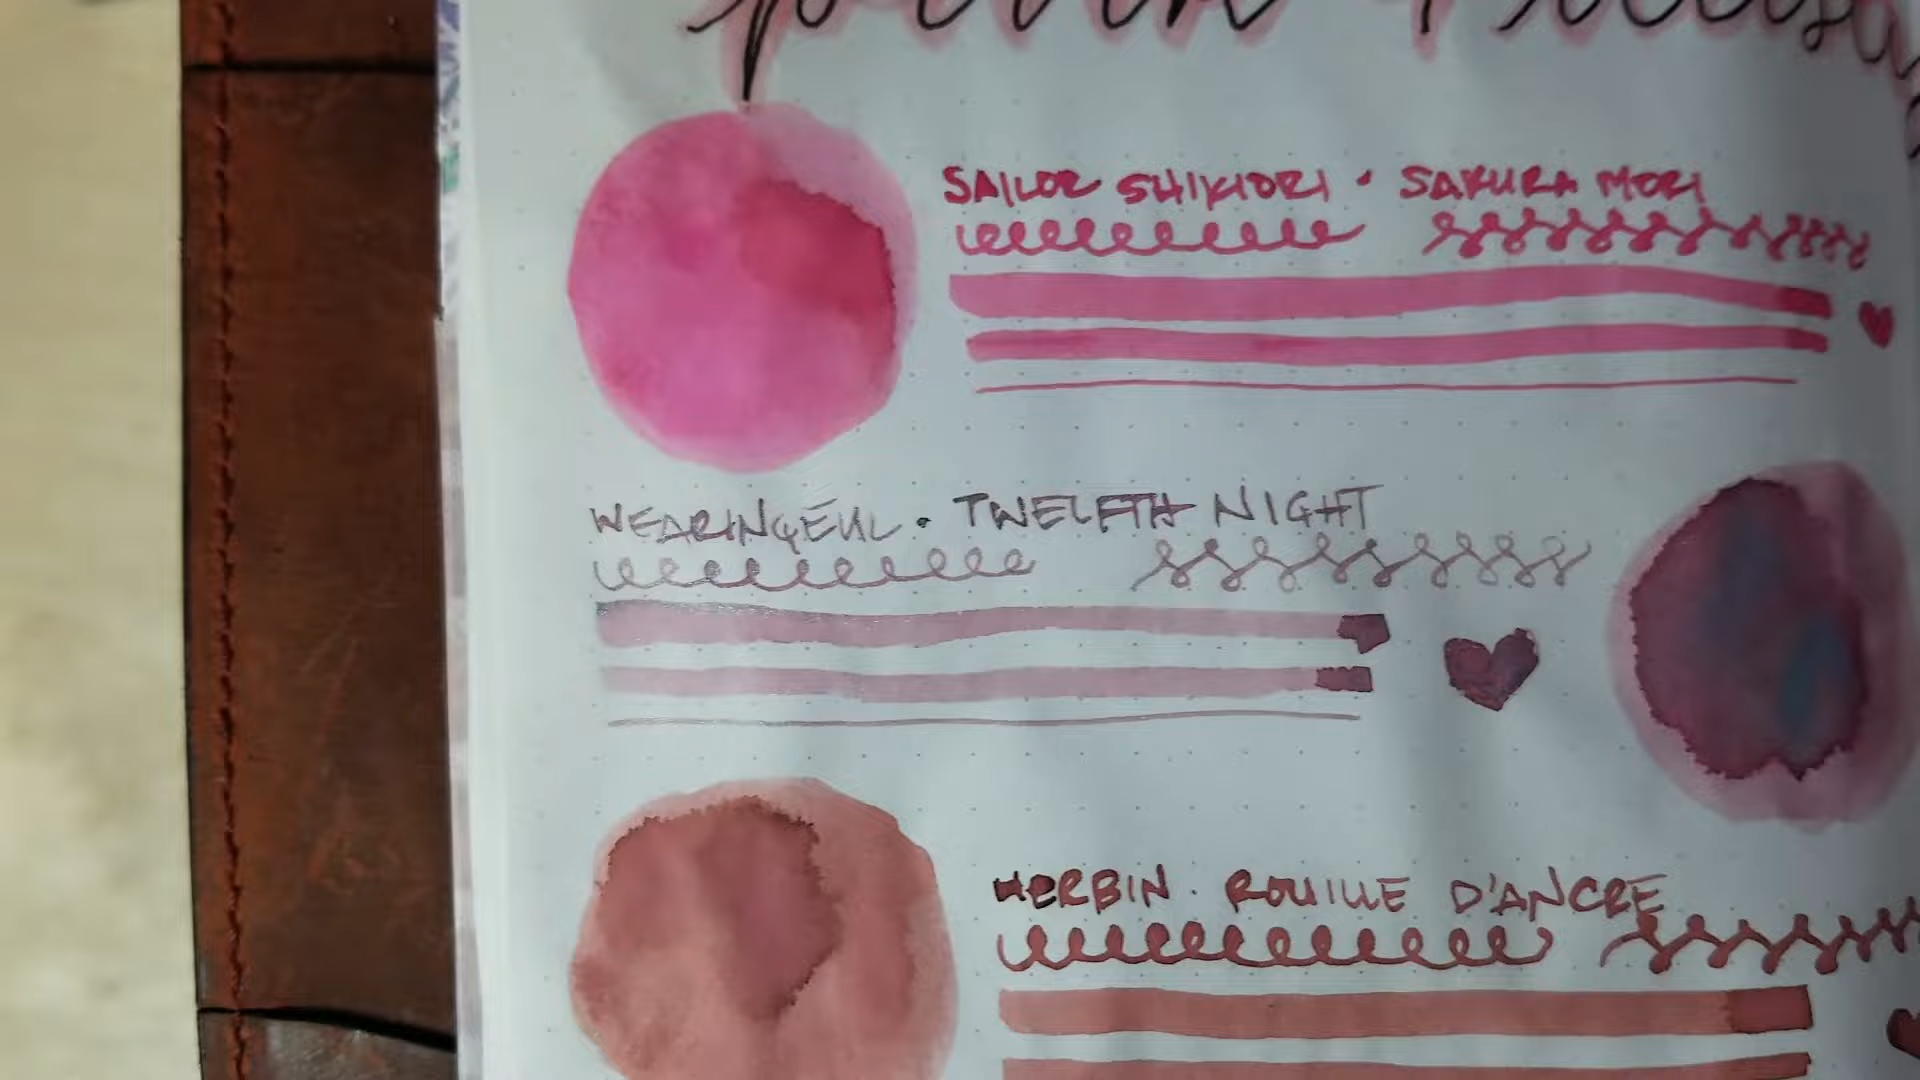 SAILOR SHIKIORI · SAKURA MORI
WEARINGEUL · TWELFTH NIGHT
HERBIN · ROUILLE D'ANCRE